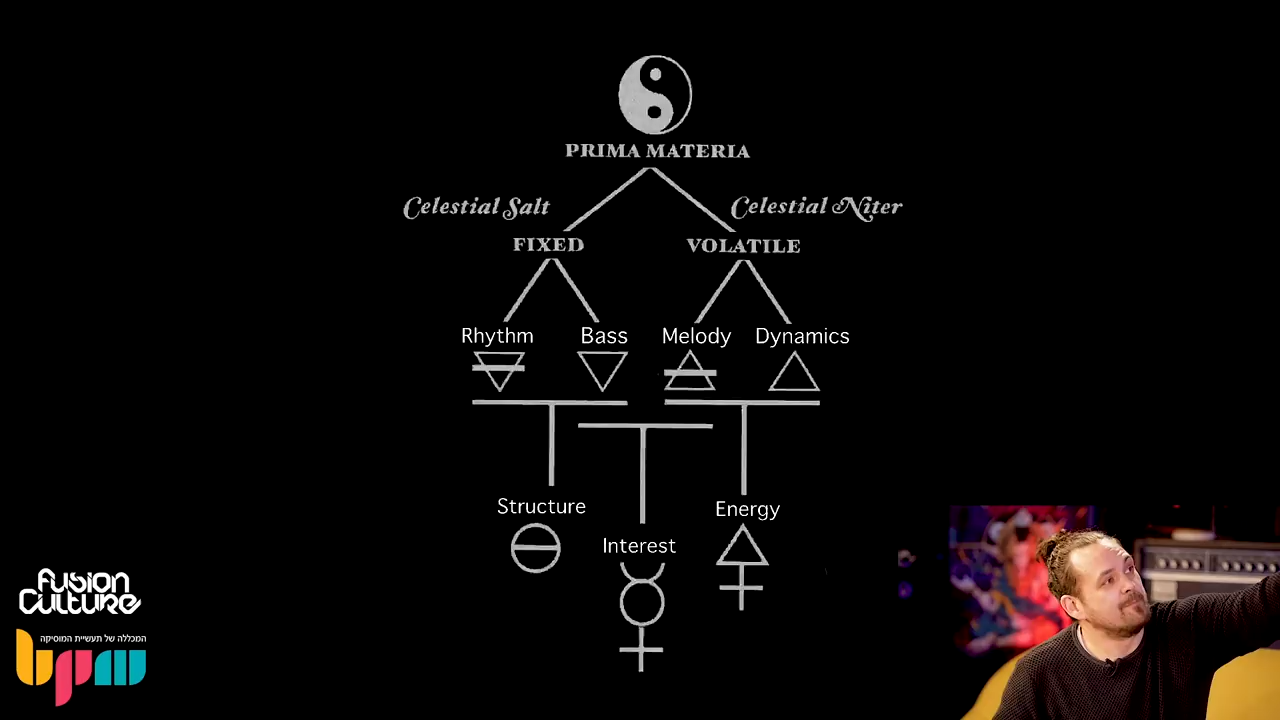 PRIMA MATERIA
Celestial Salt
Celestial Niter
FIXED
VOLATILE
Rhythm
Bass
Melody
Dynamics
Structure
Energy
Interest
Fusion
Culture
המכללה של תעשיית המוסיקה
bpm